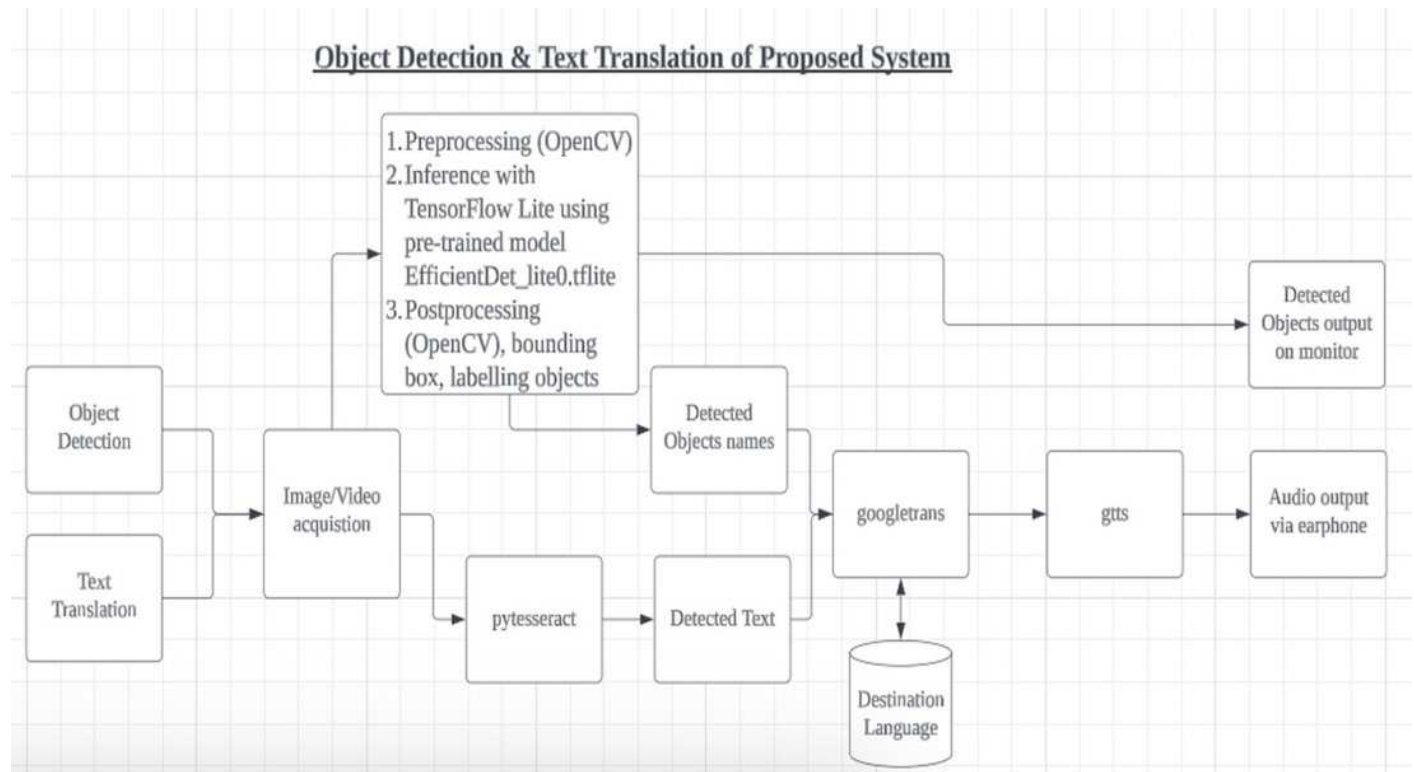 Object Detection & Text Translation of Proposed System
1. Preprocessing (OpenCV)
2. Inference with
TensorFlow Lite using
pre-trained model
EfficientDet_lite0.tflite
3. Postprocessing
(OpenCV), bounding
box, labelling objects
Detected
Objects output
on monitor
Object
Detection
Text
Translation
Image/Video
acquistion
Detected
Objects names
pytesseract
Detected Text
googletrans
Destination
Language
gtts
Audio output
via earphone